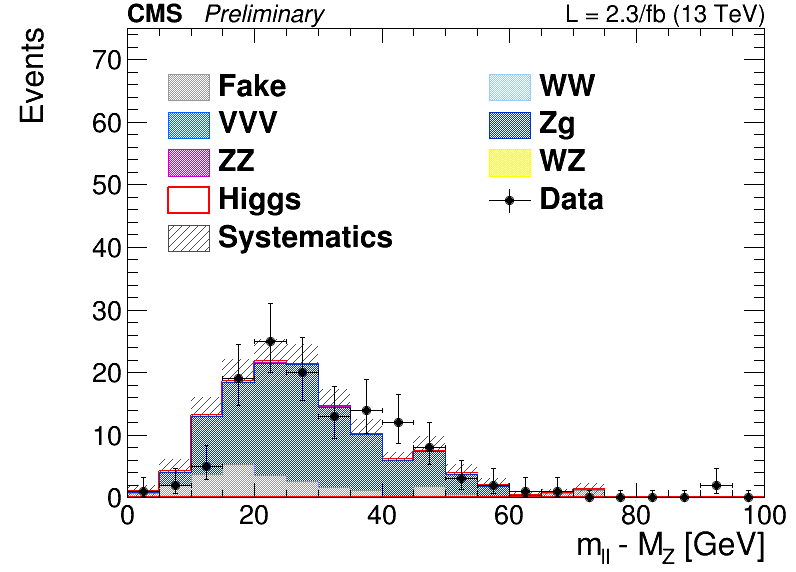 CMS Preliminary L = 2.3/fb (13 TeV)
Events
70
60
50
40
30
20
10
0
Fake WW
VVV Zg
ZZ WZ
Higgs Data
Systematics
0 20 40 60 80 100
m_ll - M_Z [GeV]